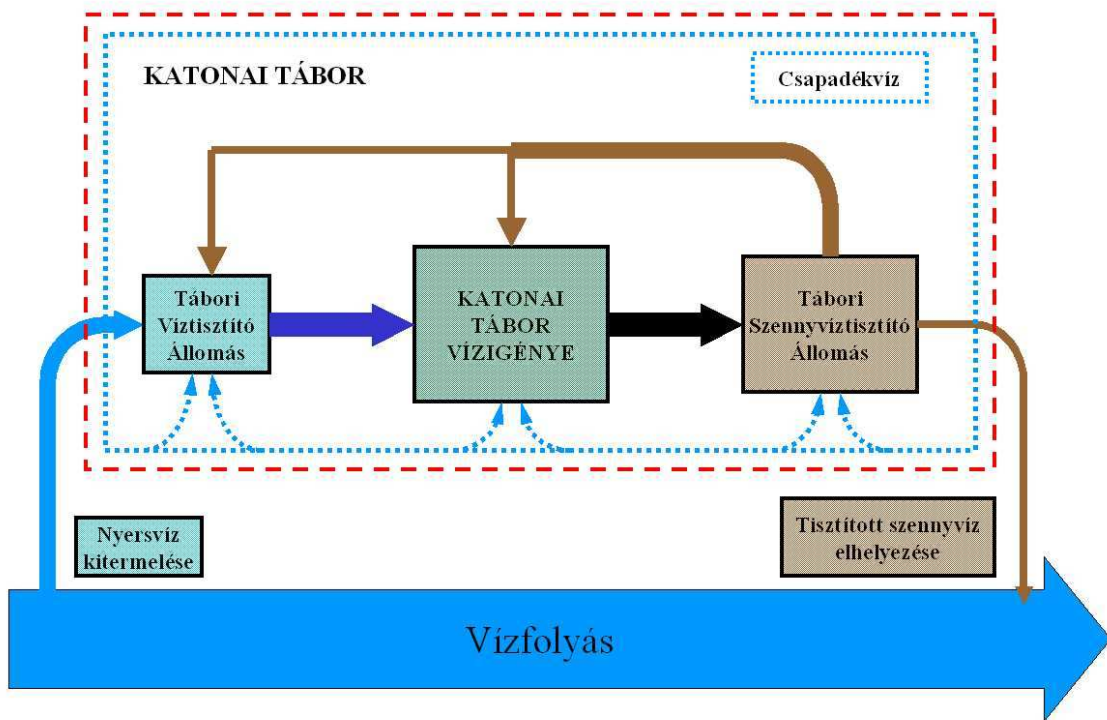 KATONAI TÁBOR
Csapadékvíz
Tábori
Víztisztító
Állomás
KATONAI
TÁBOR
VÍZIGÉNYE
Tábori
Szennyvíztisztító
Állomás
Nyersvíz
kitermelése
Tisztított szennyvíz
elhelyezése
Vízfolyás